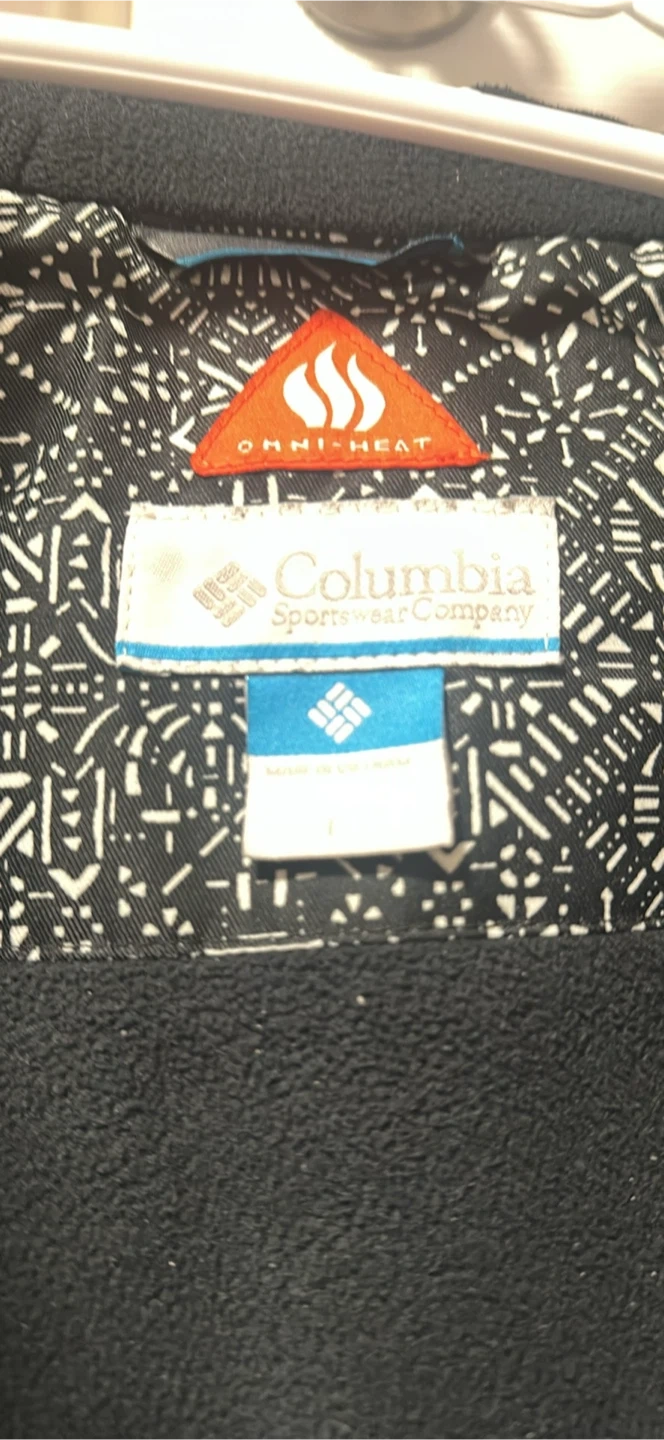 OMNI-HEAT
Columbia
Sportswear Company
MADE IN VIETNAM